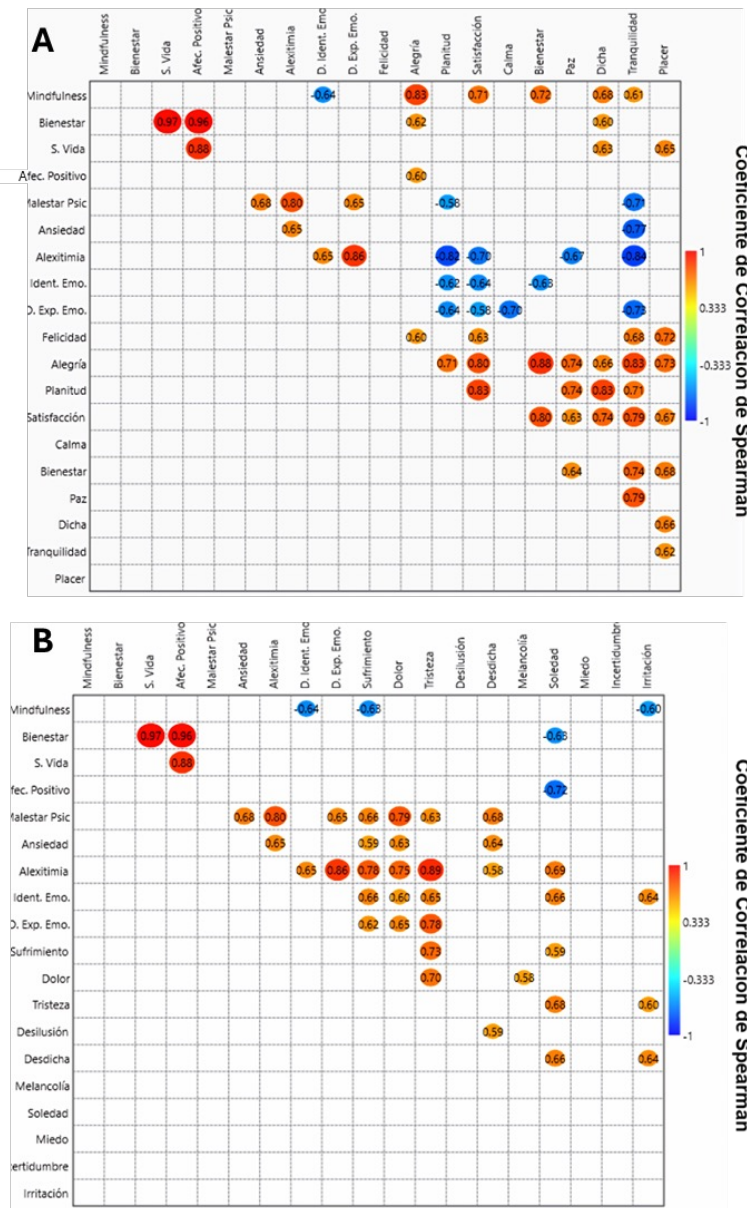 A
Mindfulness Bienestar S. Vida Afec. Positivo Malestar Psic Ansiedad Alexitimia D. Ident. Emo. D. Exp. Emo. Felicidad Alegría Planitud Satisfacción Calma Bienestar Paz Dicha Tranquilidad Placer
Mindfulness -0.64 0.83 0.71 0.72 0.68 0.61
Bienestar 0.97 0.96 0.62 0.60
S. Vida 0.88 0.63 0.65
Afec. Positivo 0.60
Malestar Psic 0.68 0.80 0.65 -0.58 -0.71
Ansiedad 0.65 -0.77
Alexitimia 0.65 0.86 -0.82 -0.70 -0.67 -0.84
Ident. Emo. -0.62 -0.64 -0.63
D. Exp. Emo. -0.64 -0.58 -0.70 -0.73
Felicidad 0.60 0.63 0.68 0.72
Alegría 0.71 0.80 0.88 0.74 0.66 0.83 0.73
Planitud 0.83 0.74 0.83 0.71
Satisfacción 0.80 0.63 0.74 0.79 0.67
Calma
Bienestar 0.64 0.74 0.68
Paz 0.79
Dicha 0.66
Tranquilidad 0.62
Placer
1
0.333
-0.333
-1
Coeficiente de Correlación de Spearman
B
Mindfulness Bienestar S. Vida Afec. Positivo Malestar Psic Ansiedad Alexitimia D. Ident. Emo D. Exp. Emo. Sufrimiento Dolor Tristeza Desilusión Desdicha Melancolía Soledad Miedo Incertidumbr Irritación
Mindfulness -0.64 -0.63 -0.60
Bienestar 0.97 0.96 -0.63
S. Vida 0.88
Afec. Positivo -0.72
Malestar Psic 0.68 0.80 0.65 0.66 0.79 0.63 0.68
Ansiedad 0.65 0.59 0.63 0.64
Alexitimia 0.65 0.86 0.78 0.75 0.89 0.58 0.69
Ident. Emo. 0.66 0.60 0.65 0.66 0.64
D. Exp. Emo. 0.62 0.65 0.78
Sufrimiento 0.73 0.59
Dolor 0.70 0.58
Tristeza 0.68 0.60
Desilusión 0.59
Desdicha 0.66 0.64
Melancolía
Soledad
Miedo
certidumbre
Irritación
1
0.333
-0.333
-1
Coeficiente de Correlación de Spearman